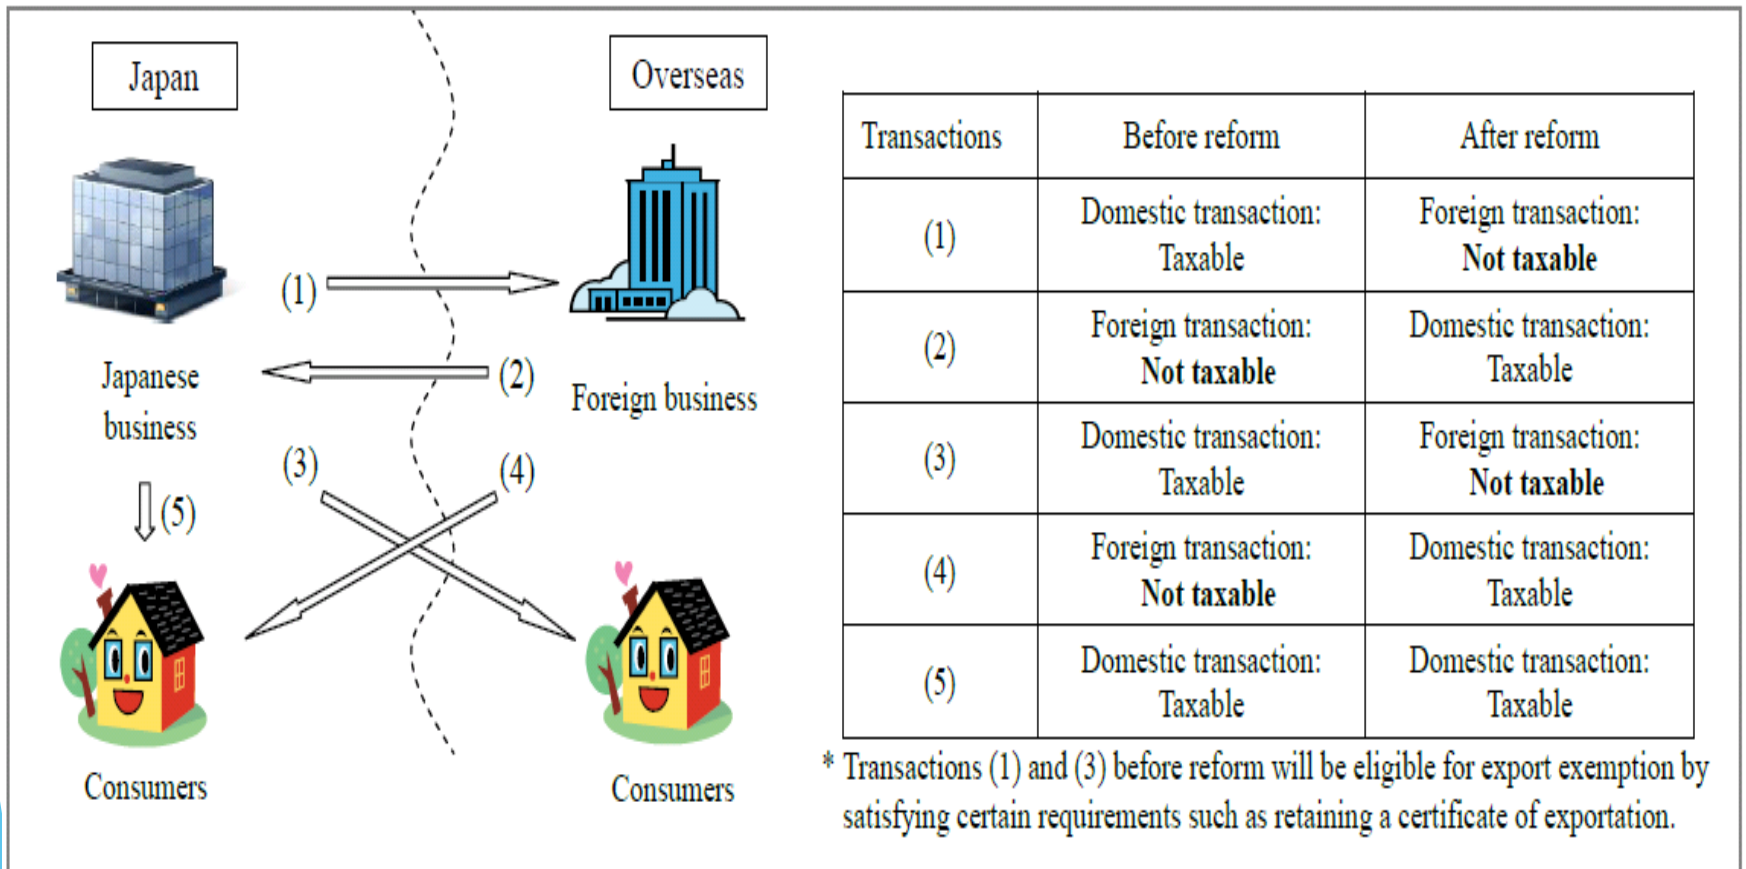 Japan
Overseas
(1)
Japanese
business
(2)
Foreign business
(3)
(4)
(5)
Consumers
Consumers
Transactions Before reform After reform
(1) Domestic transaction: Taxable Foreign transaction: Not taxable
(2) Foreign transaction: Not taxable Domestic transaction: Taxable
(3) Domestic transaction: Taxable Foreign transaction: Not taxable
(4) Foreign transaction: Not taxable Domestic transaction: Taxable
(5) Domestic transaction: Taxable Domestic transaction: Taxable
* Transactions (1) and (3) before reform will be eligible for export exemption by
satisfying certain requirements such as retaining a certificate of exportation.